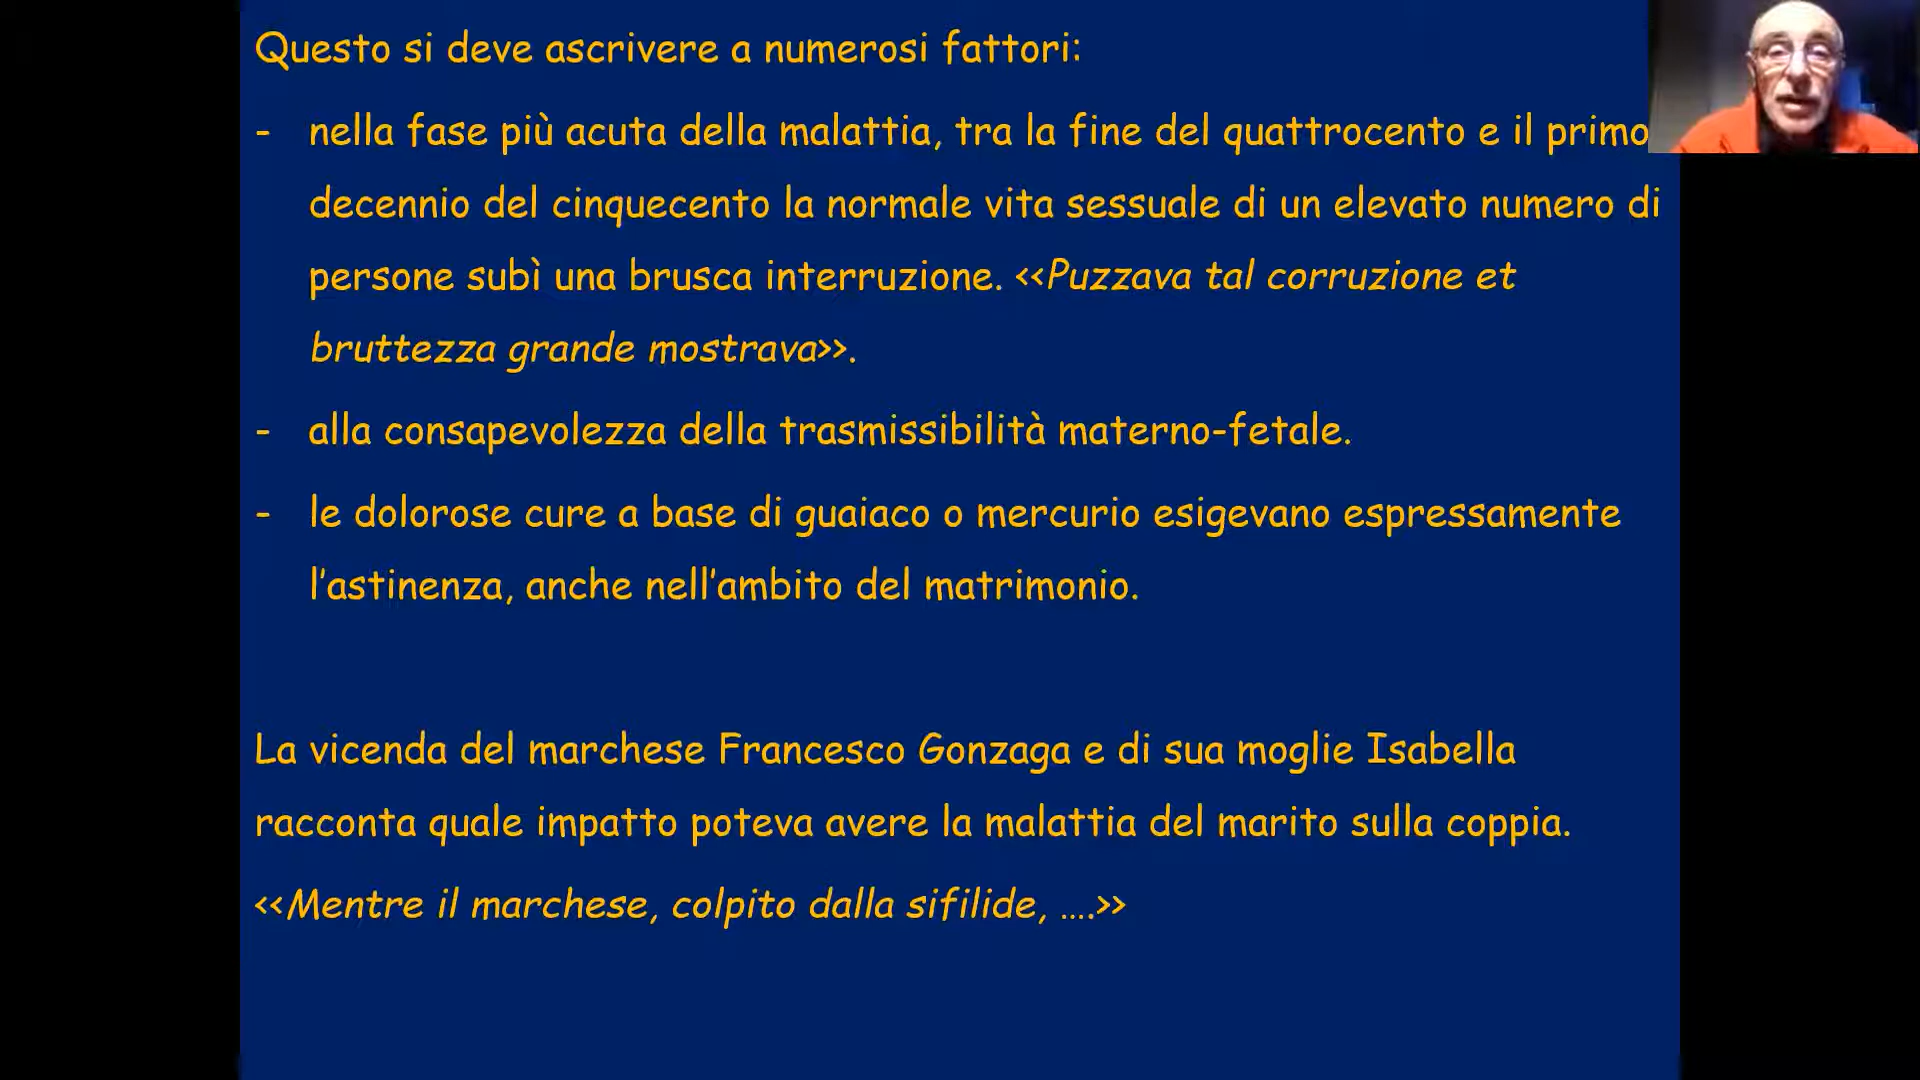 Questo si deve ascrivere a numerosi fattori:
- nella fase più acuta della malattia, tra la fine del quattrocento e il primo
decennio del cinquecento la normale vita sessuale di un elevato numero di
persone subì una brusca interruzione. <<Puzzava tal corruzione et
bruttezza grande mostrava>>.
- alla consapevolezza della trasmissibilità materno-fetale.
- le dolorose cure a base di guaiaco o mercurio esigevano espressamente
l'astinenza, anche nell'ambito del matrimonio.
La vicenda del marchese Francesco Gonzaga e di sua moglie Isabella
racconta quale impatto poteva avere la malattia del marito sulla coppia.
<<Mentre il marchese, colpito dalla sifilide, ....>>